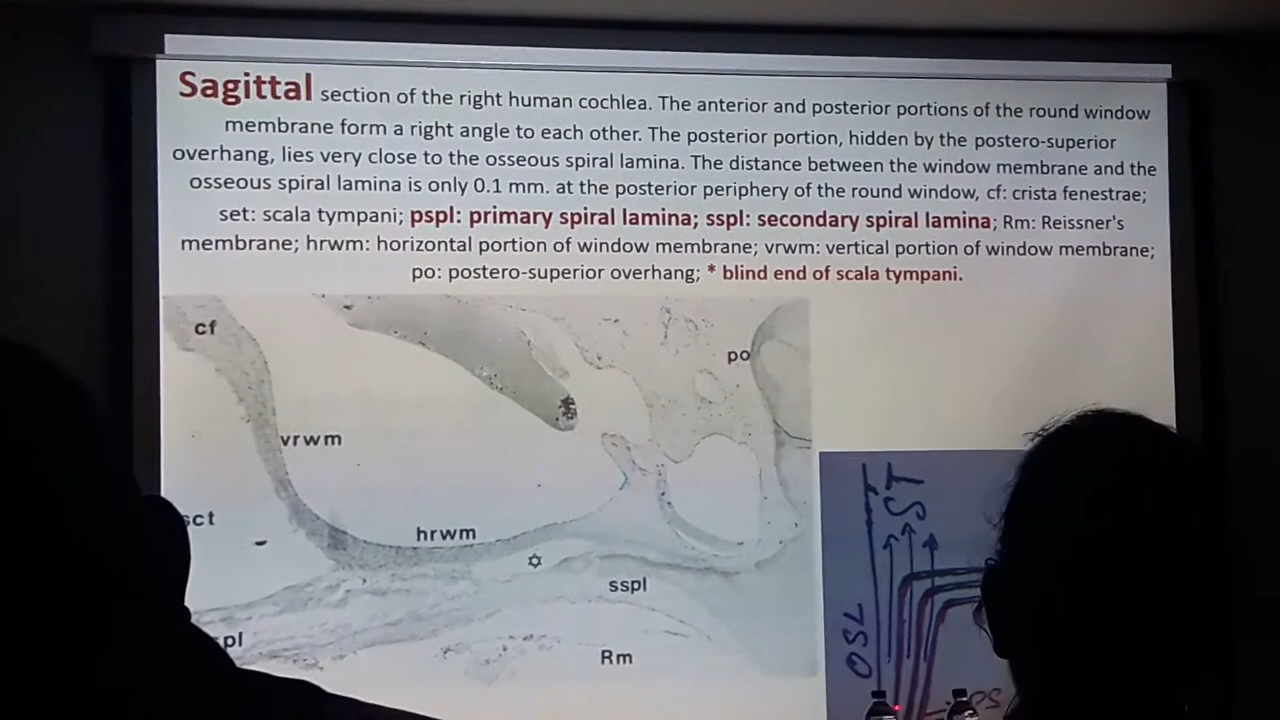 Sagittal section of the right human cochlea. The anterior and posterior portions of the round window
membrane form a right angle to each other. The posterior portion, hidden by the postero-superior
overhang, lies very close to the osseous spiral lamina. The distance between the window membrane and the
osseous spiral lamina is only 0.1 mm. at the posterior periphery of the round window, cf: crista fenestrae;
set: scala tympani; pspl: primary spiral lamina; sspl: secondary spiral lamina; Rm: Reissner's
membrane; hrwm: horizontal portion of window membrane; vrwm: vertical portion of window membrane;
po: postero-superior overhang; * blind end of scala tympani.
cf
po
vrwm
sct
hrwm
sspl
pl
Rm
ST
OSL
PS